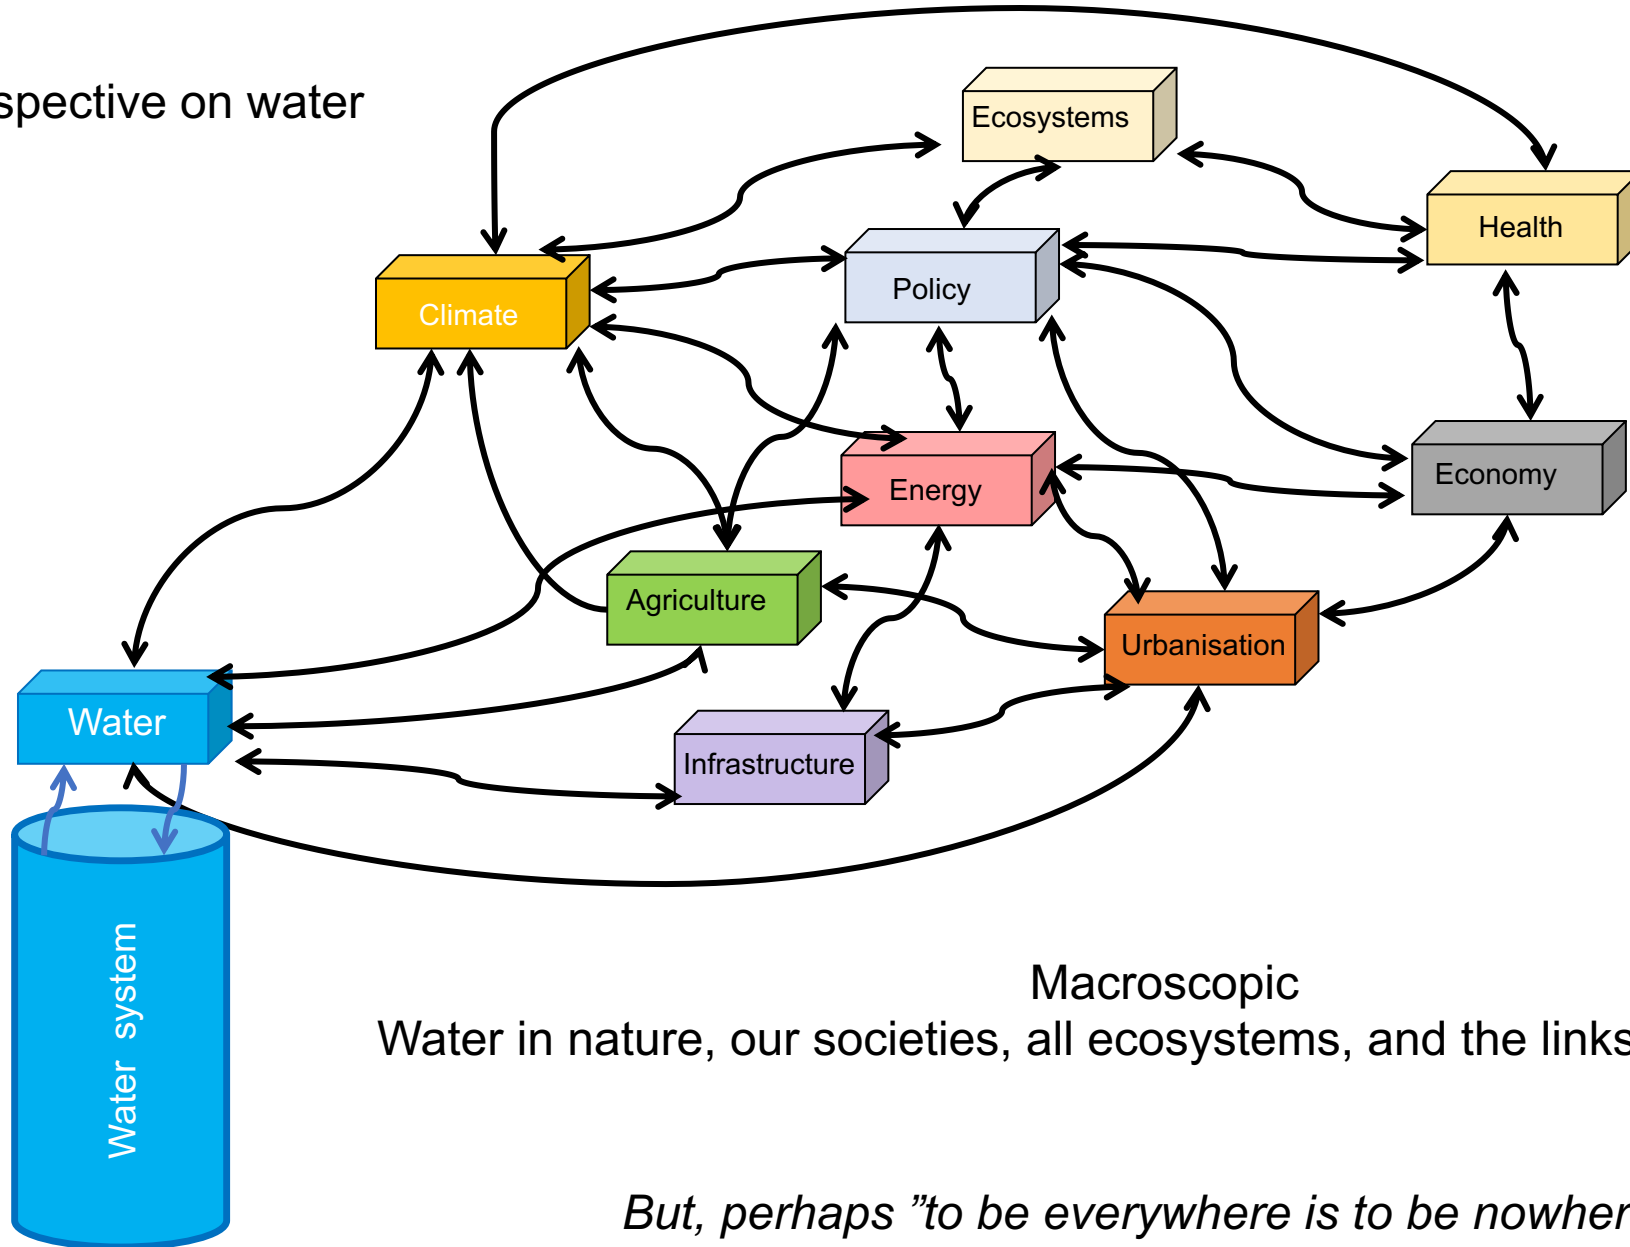 spective on water
Ecosystems
Health
Policy
Climate
Economy
Energy
Agriculture
Urbanisation
Water
Infrastructure
Water system
Macroscopic
Water in nature, our societies, all ecosystems, and the links
But, perhaps ”to be everywhere is to be nowher